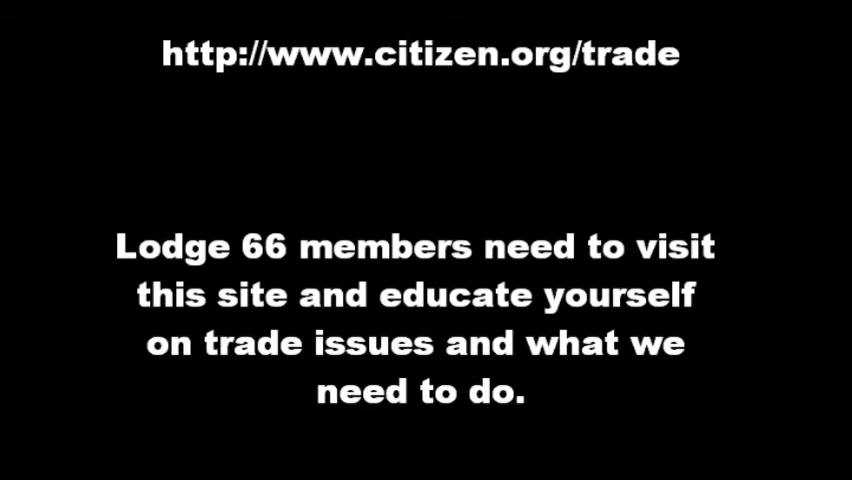 http://www.citizen.org/trade
Lodge 66 members need to visit
this site and educate yourself
on trade issues and what we
need to do.